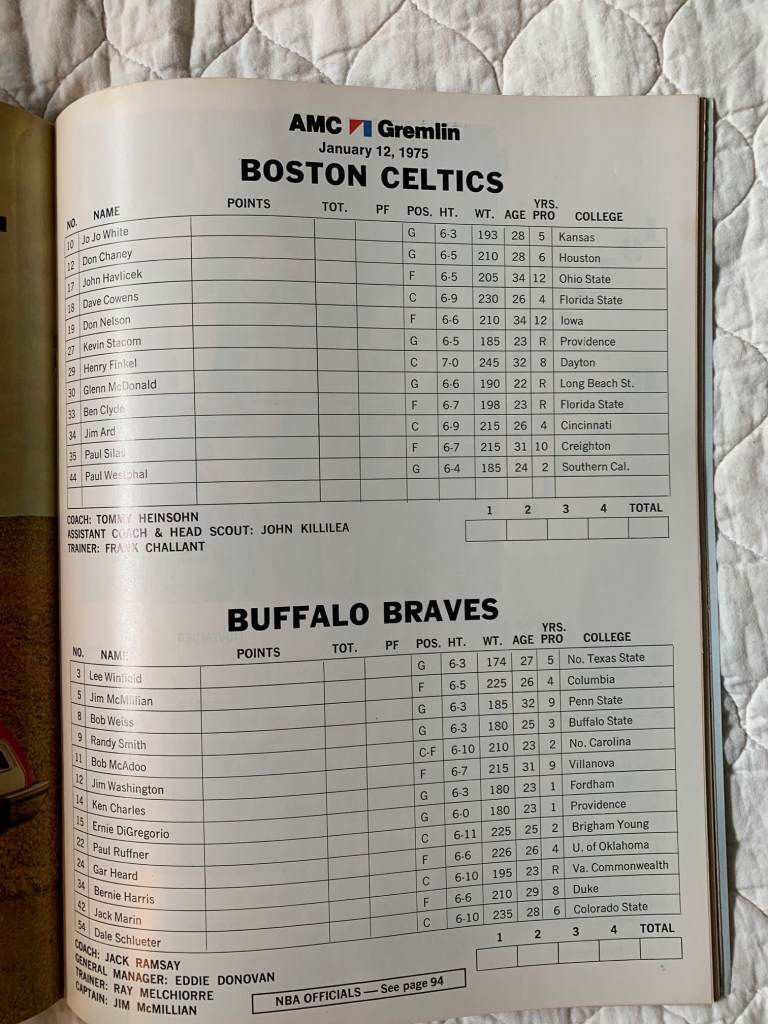 AMC Gremlin
January 12, 1975
BOSTON CELTICS
NO. NAME POINTS TOT. PF POS. HT. WT. AGE YRS. PRO COLLEGE
10 Jo Jo White G 6-3 193 28 5 Kansas
12 Don Chaney G 6-5 210 28 6 Houston
17 John Havlicek F 6-5 205 34 12 Ohio State
18 Dave Cowens C 6-9 230 26 4 Florida State
19 Don Nelson F 6-6 210 34 12 Iowa
27 Kevin Stacom G 6-5 185 23 R Providence
29 Henry Finkel C 7-0 245 32 8 Dayton
30 Glenn McDonald G 6-6 190 22 R Long Beach St.
33 Ben Clyde F 6-7 198 23 R Florida State
34 Jim Ard C 6-9 215 26 4 Cincinnati
35 Paul Silas F 6-7 215 31 10 Creighton
44 Paul Westphal G 6-4 185 24 2 Southern Cal.
COACH: TOMMY HEINSOHN
ASSISTANT COACH & HEAD SCOUT: JOHN KILLILEA
TRAINER: FRANK CHALLANT
1 2 3 4 TOTAL
BUFFALO BRAVES
NO. NAME POINTS TOT. PF POS. HT. WT. AGE YRS. PRO COLLEGE
3 Lee Winfield G 6-3 174 27 5 No. Texas State
5 Jim McMillian F 6-5 225 26 4 Columbia
8 Bob Weiss G 6-3 185 32 9 Penn State
9 Randy Smith G 6-3 180 25 3 Buffalo State
11 Bob McAdoo C-F 6-10 210 23 2 No. Carolina
12 Jim Washington F 6-7 215 31 9 Villanova
14 Ken Charles G 6-3 180 23 1 Fordham
15 Ernie DiGregorio G 6-0 180 23 1 Providence
22 Paul Ruffner C 6-11 225 25 2 Brigham Young
24 Gar Heard F 6-6 226 26 4 U. of Oklahoma
34 Bernie Harris C 6-10 195 23 R Va. Commonwealth
42 Jack Marin F 6-6 210 29 8 Duke
54 Dale Schlueter C 6-10 235 28 6 Colorado State
COACH: JACK RAMSAY
GENERAL MANAGER: EDDIE DONOVAN
TRAINER: RAY MELCHIORRE
CAPTAIN: JIM McMILLIAN
NBA OFFICIALS — See page 94
1 2 3 4 TOTAL